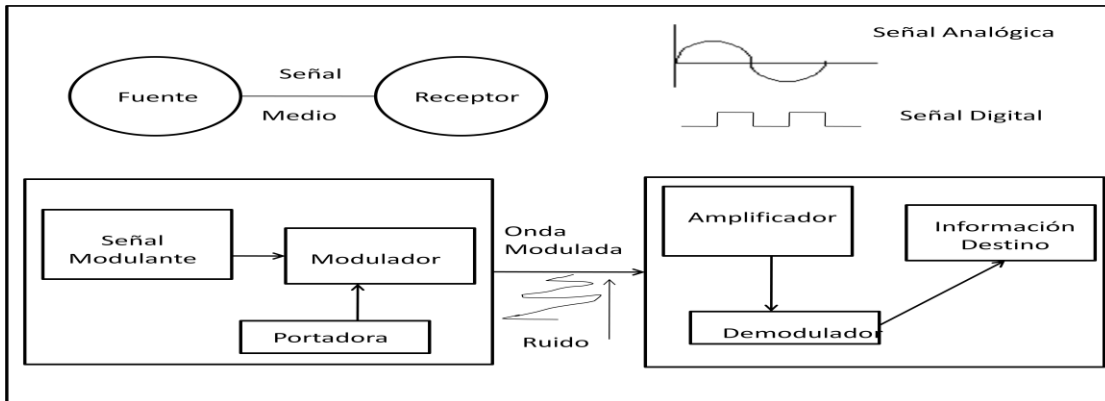 Señal Analógica
Señal
Fuente
Receptor
Medio
Señal Digital
Señal
Modulante
Modulador
Portadora
Onda
Modulada
Ruido
Amplificador
Demodulador
Información
Destino